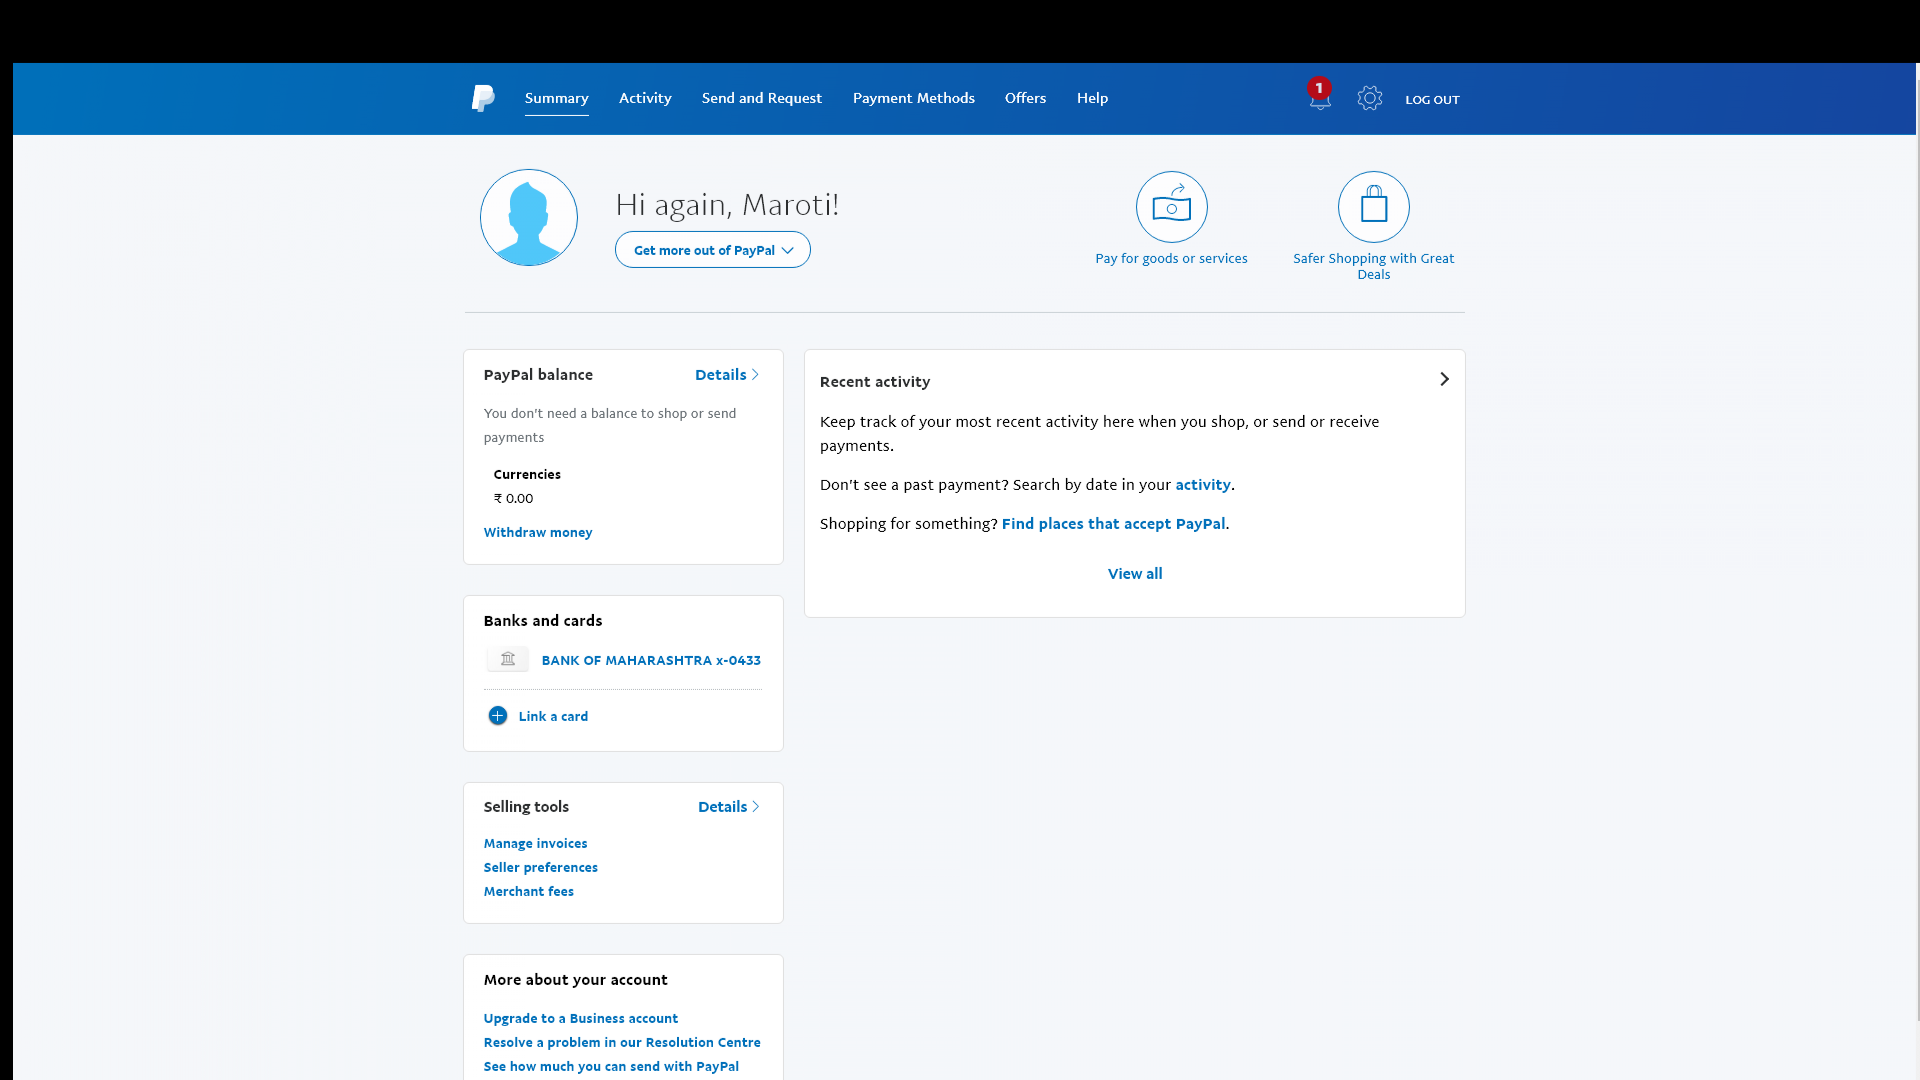 Summary
Activity
Send and Request
Payment Methods
Offers
Help
1
LOG OUT
Hi again, Maroti!
Get more out of PayPal
Pay for goods or services
Safer Shopping with Great
Deals
PayPal balance
Details
You don't need a balance to shop or send
payments
Currencies
₹ 0.00
Withdraw money
Recent activity
Keep track of your most recent activity here when you shop, or send or receive
payments.
Don't see a past payment? Search by date in your activity.
Shopping for something? Find places that accept PayPal.
View all
Banks and cards
BANK OF MAHARASHTRA x-0433
Link a card
Selling tools
Details
Manage invoices
Seller preferences
Merchant fees
More about your account
Upgrade to a Business account
Resolve a problem in our Resolution Centre
See how much you can send with PayPal